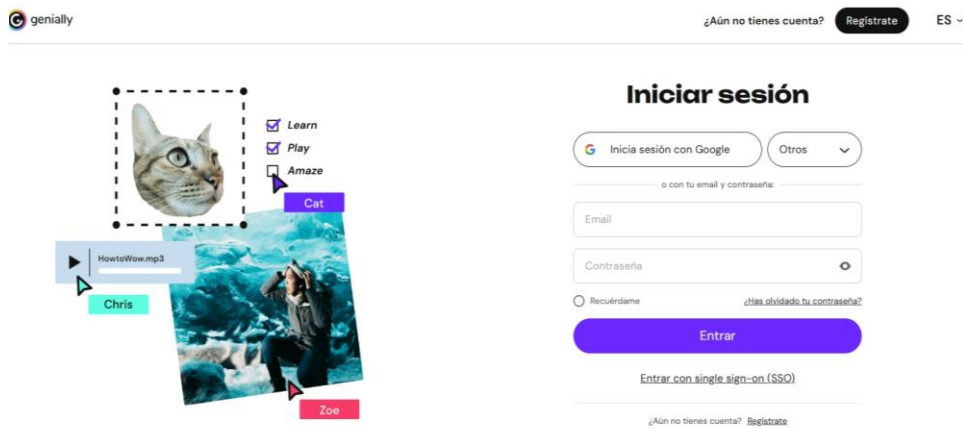 genially
¿Aún no tienes cuenta? Regístrate ES
Learn
Play
Amaze
Cat
HowtoWow.mp3
Chris
Zoe
Iniciar sesión
Inicia sesión con Google Otros
o con tu email y contraseña:
Email
Contraseña
Recuérdame ¿Has olvidado tu contraseña?
Entrar
Entrar con single sign-on (SSO)
¿Aún no tienes cuenta? Regístrate